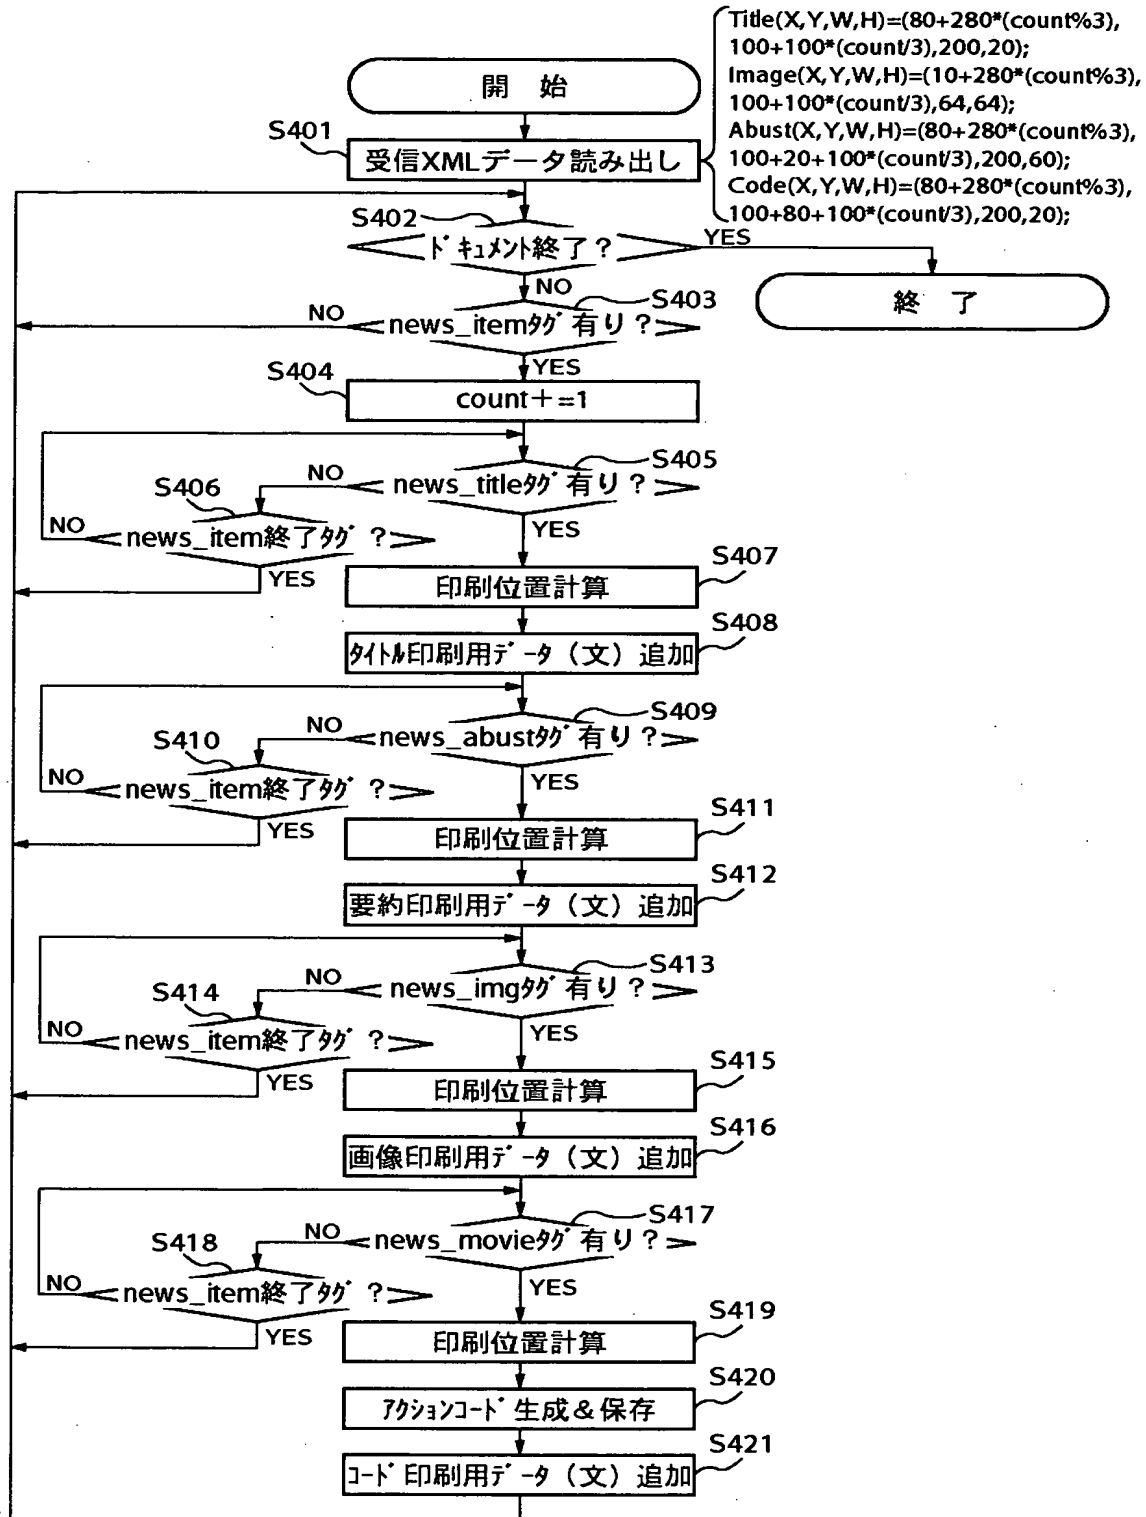 Title(X,Y,W,H)=(80+280*(count%3),
100+100*(count/3),200,20);
Image(X,Y,W,H)=(10+280*(count%3),
100+100*(count/3),64,64);
Abust(X,Y,W,H)=(80+280*(count%3),
100+20+100*(count/3),200,60);
Code(X,Y,W,H)=(80+280*(count%3),
100+80+100*(count/3),200,20);
開 始
S401
受信XMLデータ読み出し
S402
ﾄﾞｷｭﾒﾝﾄ終了？
YES
終 了
NO
S403
news_itemﾀｸﾞ有り？
NO
YES
S404
count＋=1
S405
news_titleﾀｸﾞ有り？
NO
YES
S406
news_item終了ﾀｸﾞ？
NO
YES
S407
印刷位置計算
S408
ﾀｲﾄﾙ印刷用ﾃﾞｰﾀ（文）追加
S409
news_abustﾀｸﾞ有り？
NO
YES
S410
news_item終了ﾀｸﾞ？
NO
YES
S411
印刷位置計算
S412
要約印刷用ﾃﾞｰﾀ（文）追加
S413
news_imgﾀｸﾞ有り？
NO
YES
S414
news_item終了ﾀｸﾞ？
NO
YES
S415
印刷位置計算
S416
画像印刷用ﾃﾞｰﾀ（文）追加
S417
news_movieﾀｸﾞ有り？
NO
YES
S418
news_item終了ﾀｸﾞ？
NO
YES
S419
印刷位置計算
S420
ｱｸｼｮﾝｺｰﾄﾞ生成＆保存
S421
ｺｰﾄﾞ印刷用ﾃﾞｰﾀ（文）追加